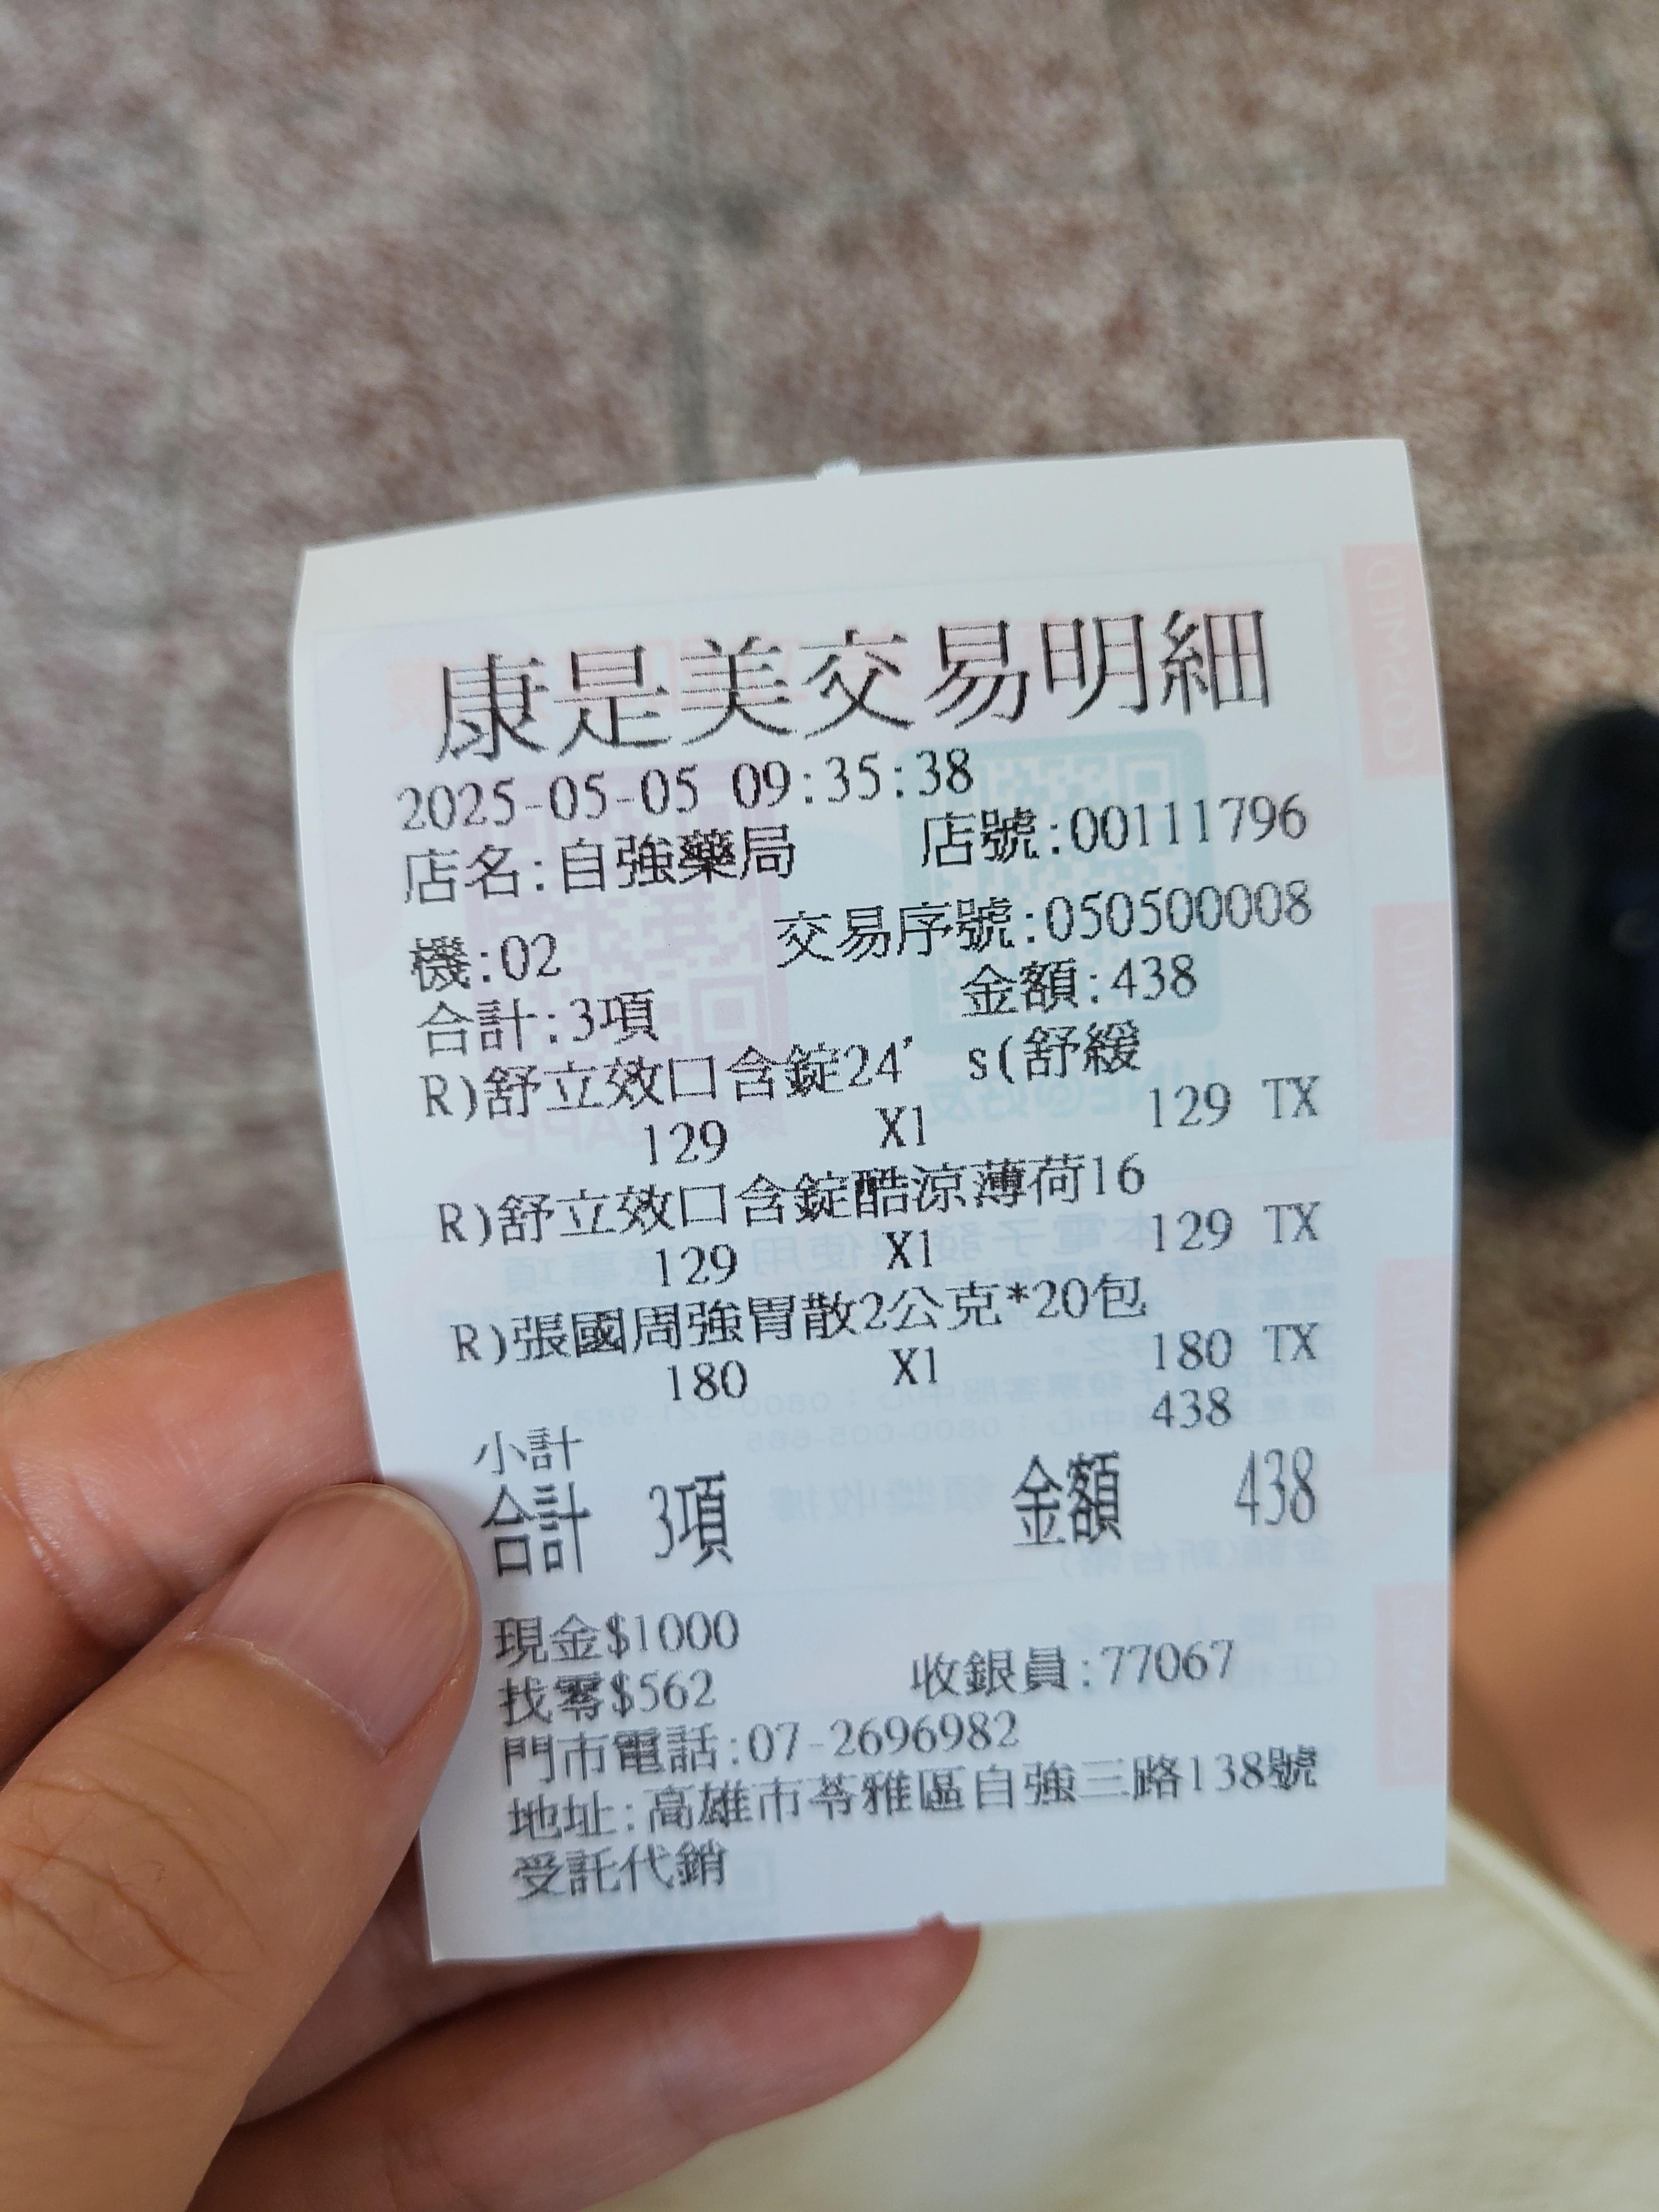 康是美交易明細
2025-05-05 09:35:38
店名:自強藥局 店號:00111796
機:02 交易序號:050500008
合計:3項 金額:438
R)舒立效口含錠24' s(舒緩
129 X1 129 TX
R)舒立效口含錠酷涼薄荷16
129 X1 129 TX
R)張國周強胃散2公克*20包
180 X1 180 TX
小計 438
合計 3項 金額 438
現金$1000
找零$562 收銀員:77067
門市電話:07-2696982
地址:高雄市苓雅區自強三路138號
受託代銷